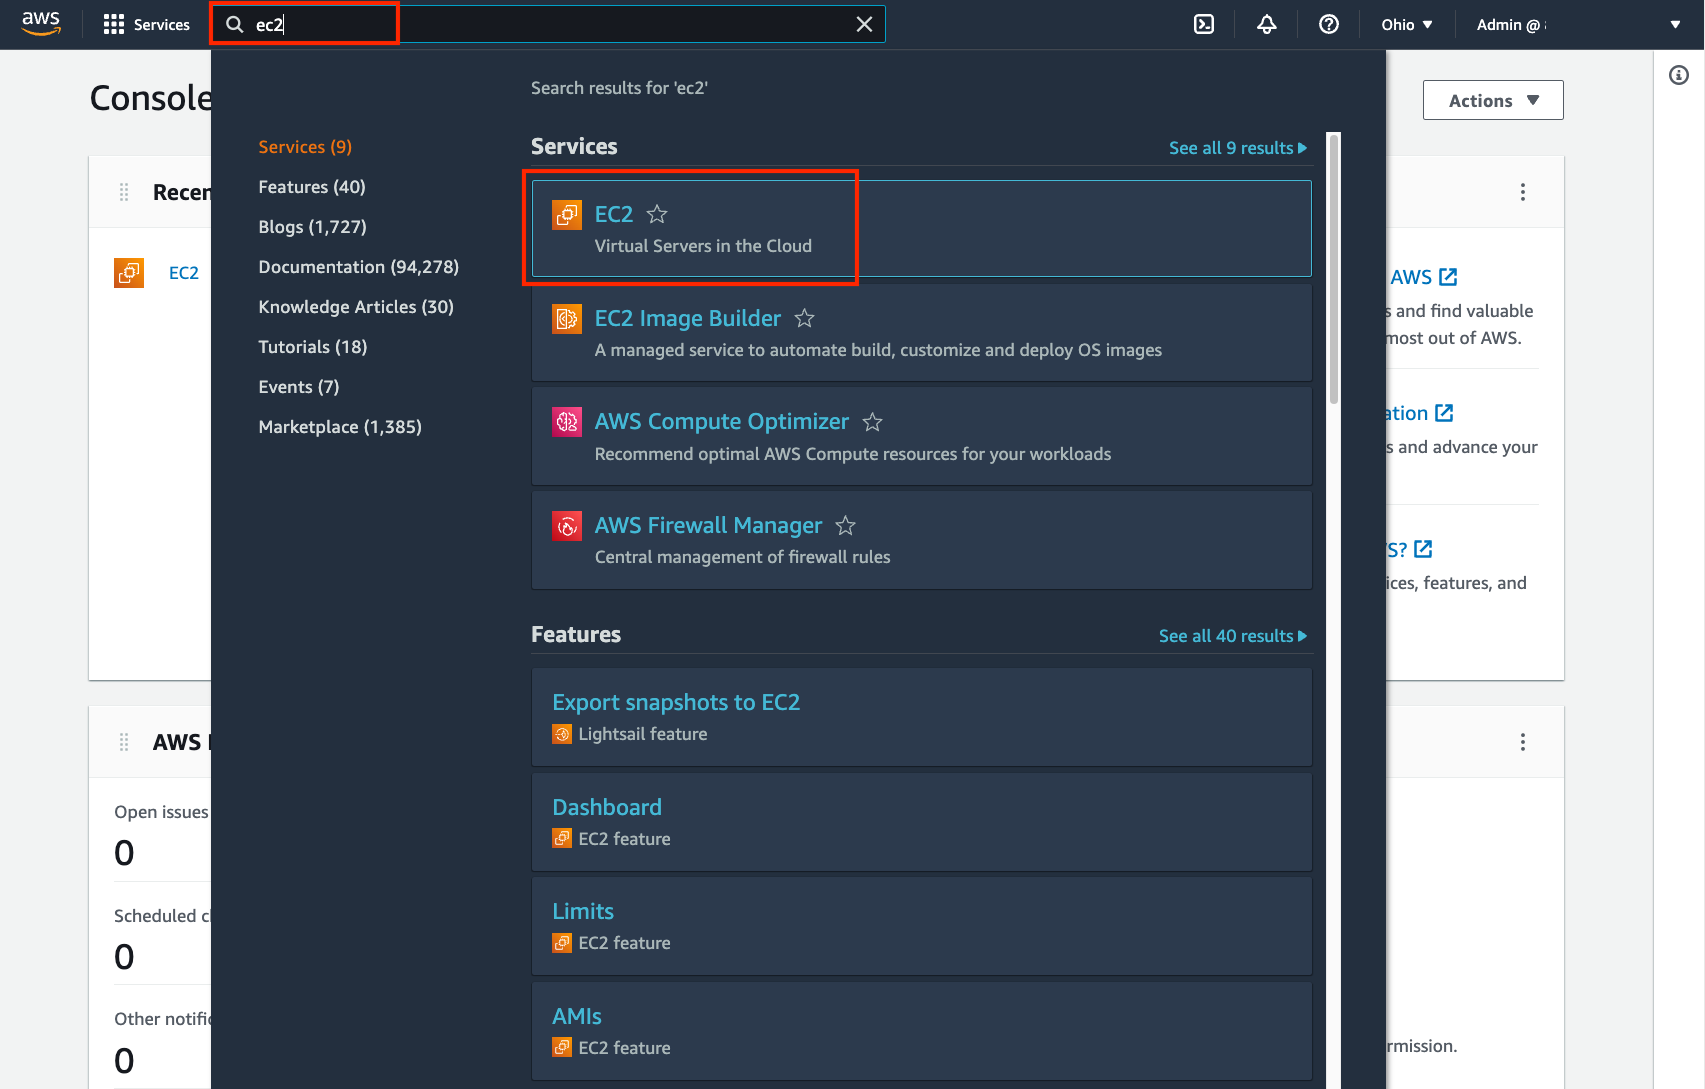 aws
Services
ec2
Ohio
Admin @
Console
Actions
Search results for 'ec2'
Services (9)
Features (40)
Blogs (1,727)
Documentation (94,278)
Knowledge Articles (30)
Tutorials (18)
Events (7)
Marketplace (1,385)
Services
See all 9 results
EC2
Virtual Servers in the Cloud
EC2 Image Builder
A managed service to automate build, customize and deploy OS images
AWS Compute Optimizer
Recommend optimal AWS Compute resources for your workloads
AWS Firewall Manager
Central management of firewall rules
Features
See all 40 results
Export snapshots to EC2
Lightsail feature
Dashboard
EC2 feature
Limits
EC2 feature
AMIs
EC2 feature
Recen
EC2
AWS
Open issues
0
Scheduled c
0
Other notific
0
AWS
s and find valuable
most out of AWS.
ation
s and advance your
S?
ices, features, and
rmission.